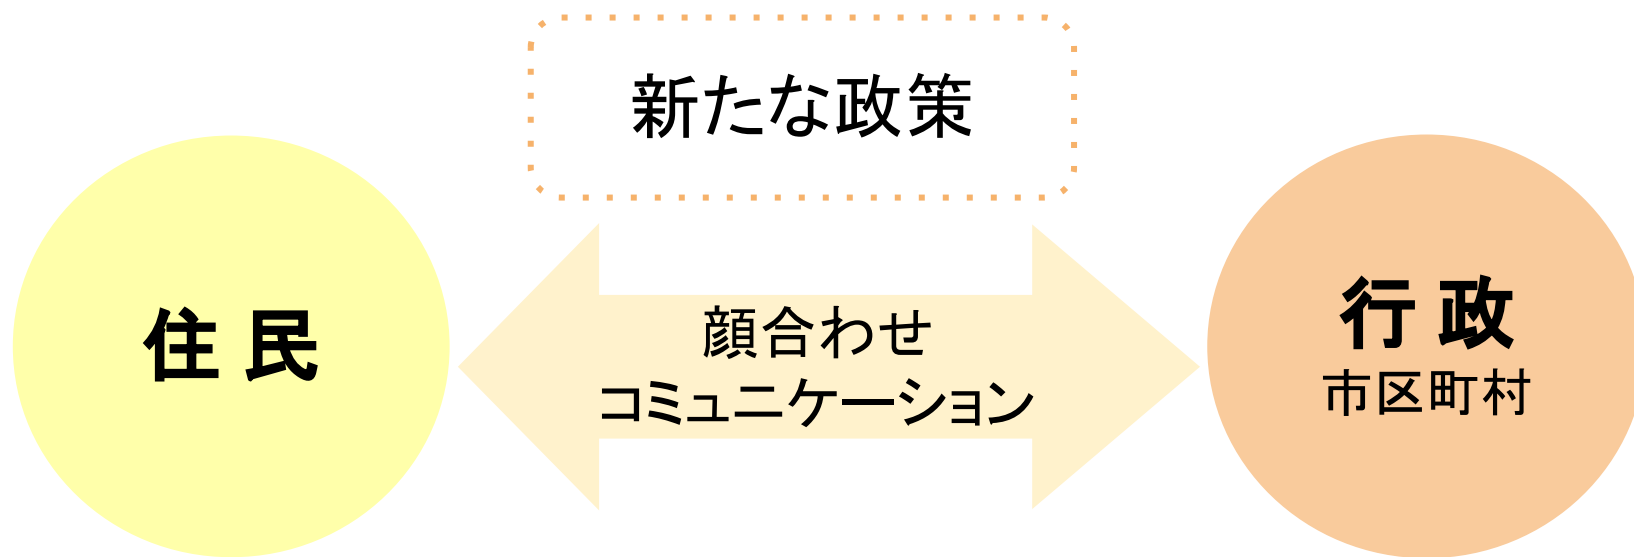 新たな政策
住民
顔合わせ
コミュニケーション
行政
市区町村